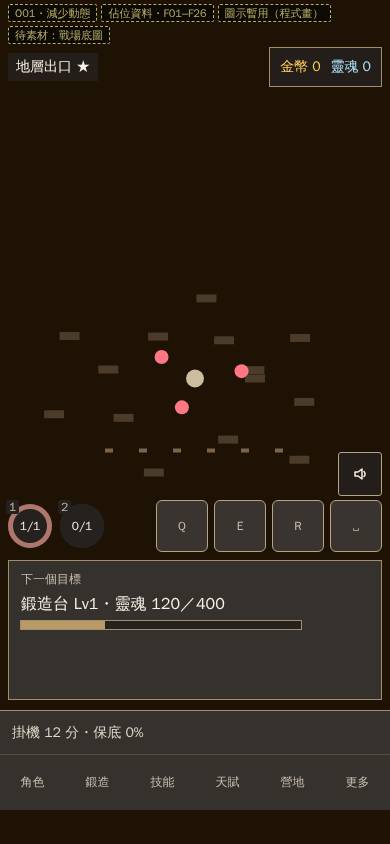 001・減少動態 佔位資料・F01–F26 圖示暫用（程式畫）
待素材：戰場底圖
地層出口 ★
金幣 0 靈魂 0
1 1/1 2 0/1 Q E R ⎵
下一個目標
鍛造台 Lv1・靈魂 120／400
掛機 12 分・保底 0%
角色 鍛造 技能 天賦 營地 更多